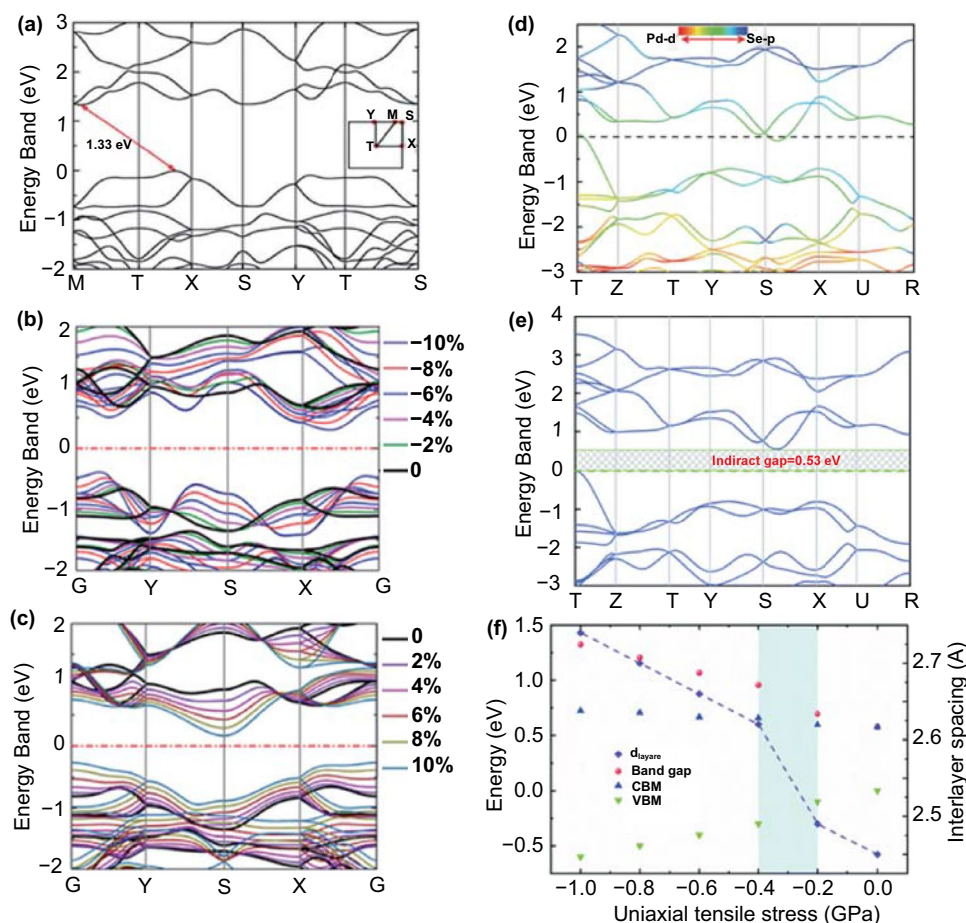 (a)
Energy Band (eV)
3
2
1
0
−1
−2
1.33 eV
Y M S
T X
M T X S Y T S
(b)
Energy Band (eV)
2
1
0
−1
−2
−10%
−8%
−6%
−4%
−2%
0
G Y S X G
(c)
Energy Band (eV)
2
1
0
−1
−2
0
2%
4%
6%
8%
10%
G Y S X G
(d)
Energy Band (eV)
2
1
0
−1
−2
−3
Pd-d Se-p
T Z T Y S X U R
(e)
Energy Band (eV)
4
3
2
1
0
−1
−2
−3
Indiract gap=0.53 eV
T Z T Y S X U R
(f)
Energy (eV)
1.5
1.0
0.5
0.0
−0.5
dlayare
Band gap
CBM
VBM
2.7
2.6
2.5
Interlayer spacing (A)
−1.0 −0.8 −0.6 −0.4 −0.2 0.0
Uniaxial tensile stress (GPa)